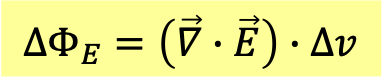 ΔΦ_E = (∇⃗ · E⃗) · Δv